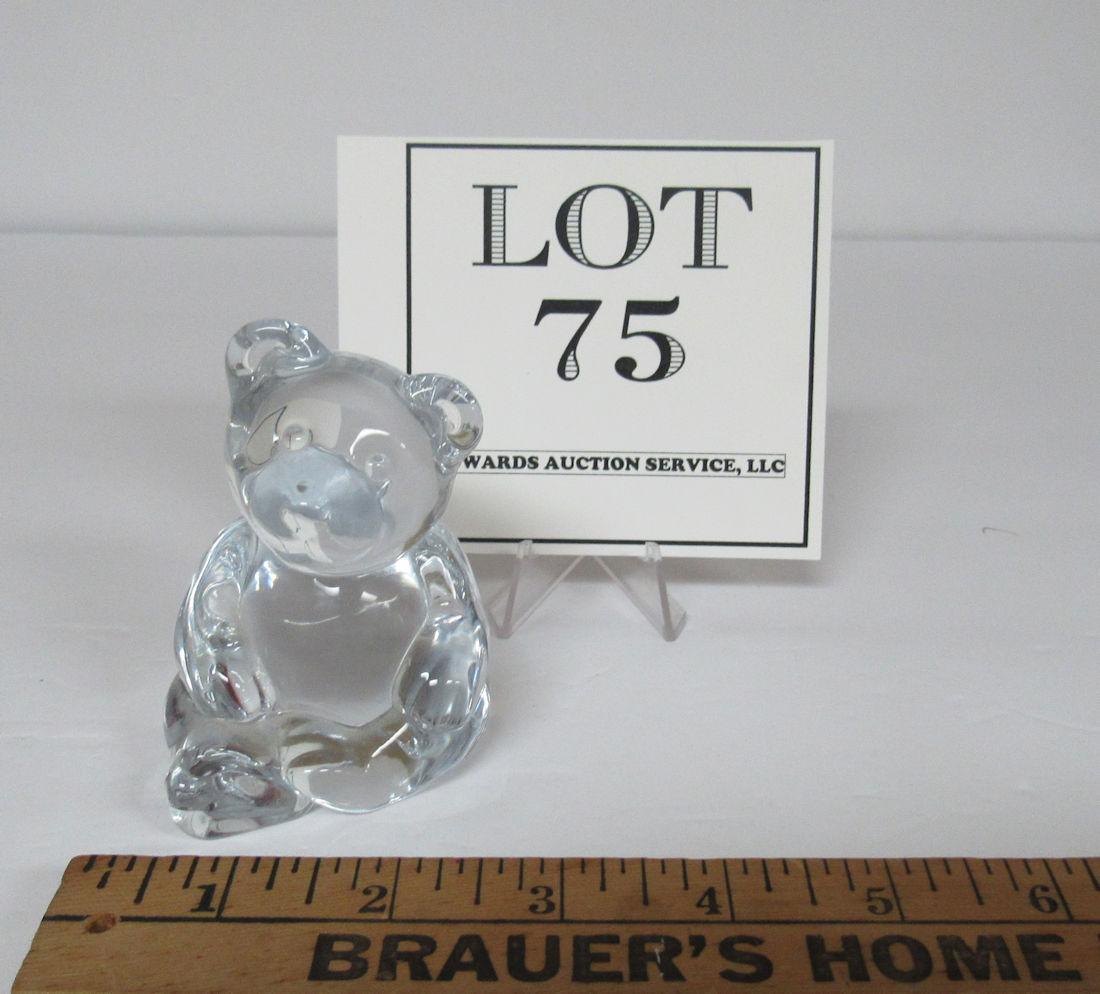 LOT
75
WARDS AUCTION SERVICE, LLC
1 2 3 4 5 6
BRAUER'S HOME